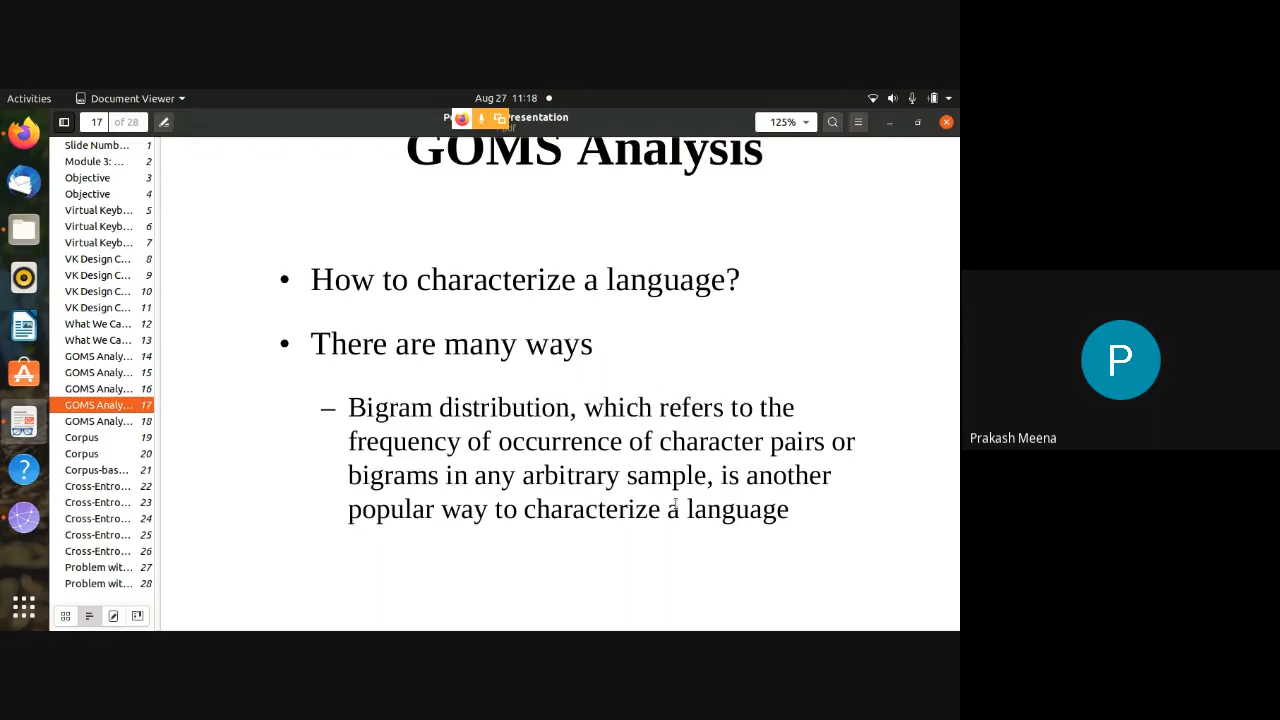 Activities
Document Viewer
Aug 27 11:18
17
of 28
Presentation
125%
Slide Numb... 1
Module 3: ... 2
Objective 3
Objective 4
Virtual Keyb... 5
Virtual Keyb... 6
Virtual Keyb... 7
VK Design C... 8
VK Design C... 9
VK Design C... 10
VK Design C... 11
What We Ca... 12
What We Ca... 13
GOMS Analy... 14
GOMS Analy... 15
GOMS Analy... 16
GOMS Analy... 17
GOMS Analy... 18
Corpus 19
Corpus 20
Corpus-bas... 21
Cross-Entro... 22
Cross-Entro... 23
Cross-Entro... 24
Cross-Entro... 25
Cross-Entro... 26
Problem wit... 27
Problem wit... 28
GOMS Analysis
• How to characterize a language?
• There are many ways
– Bigram distribution, which refers to the
frequency of occurrence of character pairs or
bigrams in any arbitrary sample, is another
popular way to characterize a language
P
Prakash Meena